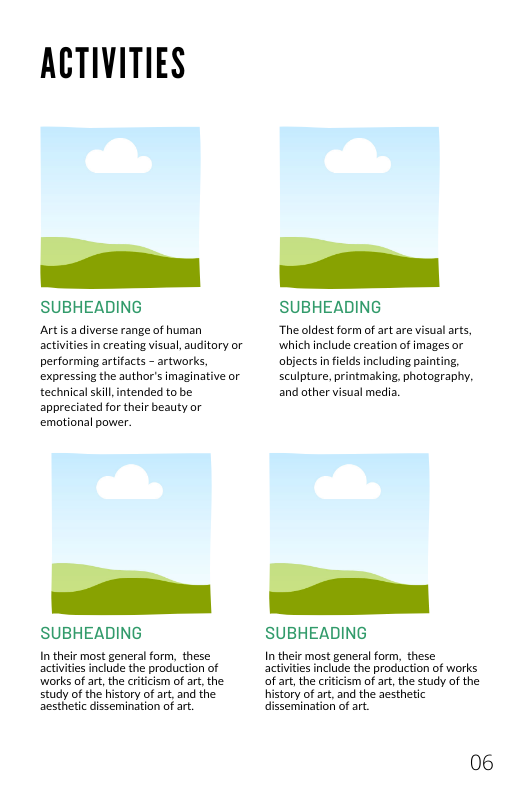 ACTIVITIES
SUBHEADING
Art is a diverse range of human
activities in creating visual, auditory or
performing artifacts – artworks,
expressing the author's imaginative or
technical skill, intended to be
appreciated for their beauty or
emotional power.
SUBHEADING
The oldest form of art are visual arts,
which include creation of images or
objects in fields including painting,
sculpture, printmaking, photography,
and other visual media.
SUBHEADING
In their most general form,  these
activities include the production of
works of art, the criticism of art, the
study of the history of art, and the
aesthetic dissemination of art.
SUBHEADING
In their most general form,  these
activities include the production of works
of art, the criticism of art, the study of the
history of art, and the aesthetic
dissemination of art.
06